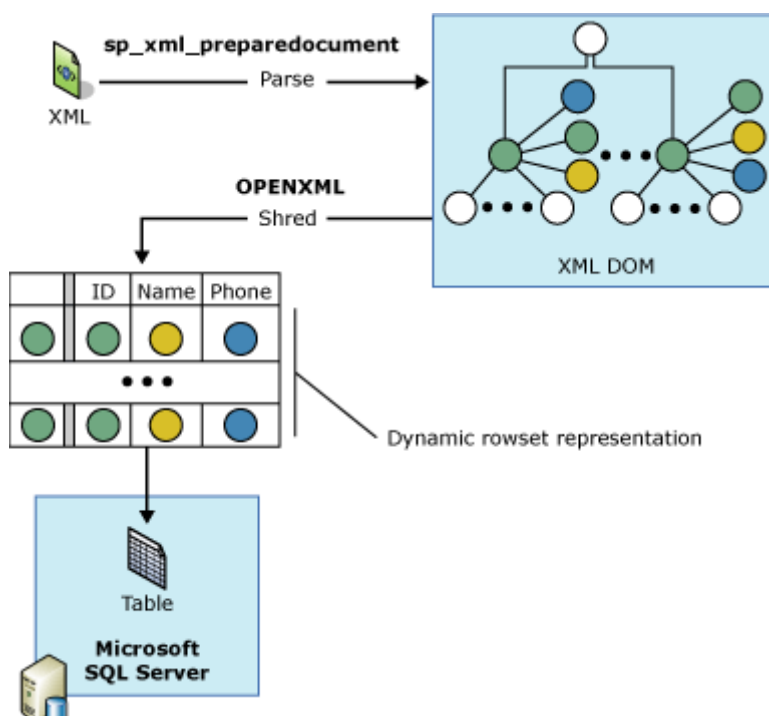 sp_xml_preparedocument
Parse
XML
OPENXML
Shred
XML DOM
ID Name Phone
Dynamic rowset representation
Table
Microsoft
SQL Server